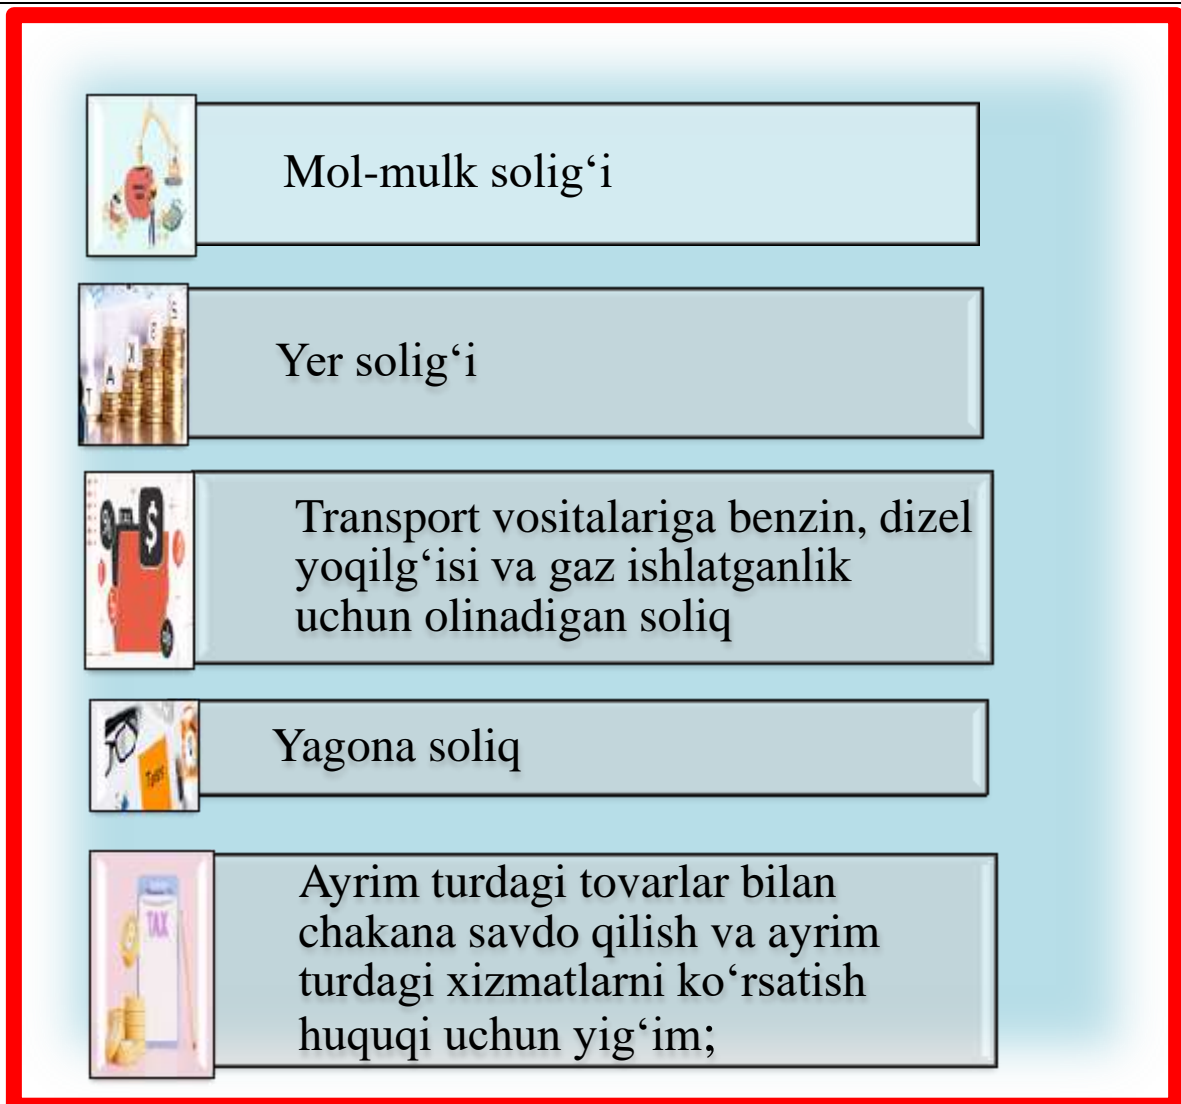 Mol-mulk solig‘i
Yer solig‘i
Transport vositalariga benzin, dizel
yoqilg‘isi va gaz ishlatganlik
uchun olinadigan soliq
Yagona soliq
Ayrim turdagi tovarlar bilan
chakana savdo qilish va ayrim
turdagi xizmatlarni ko‘rsatish
huquqi uchun yig‘im;
TAX